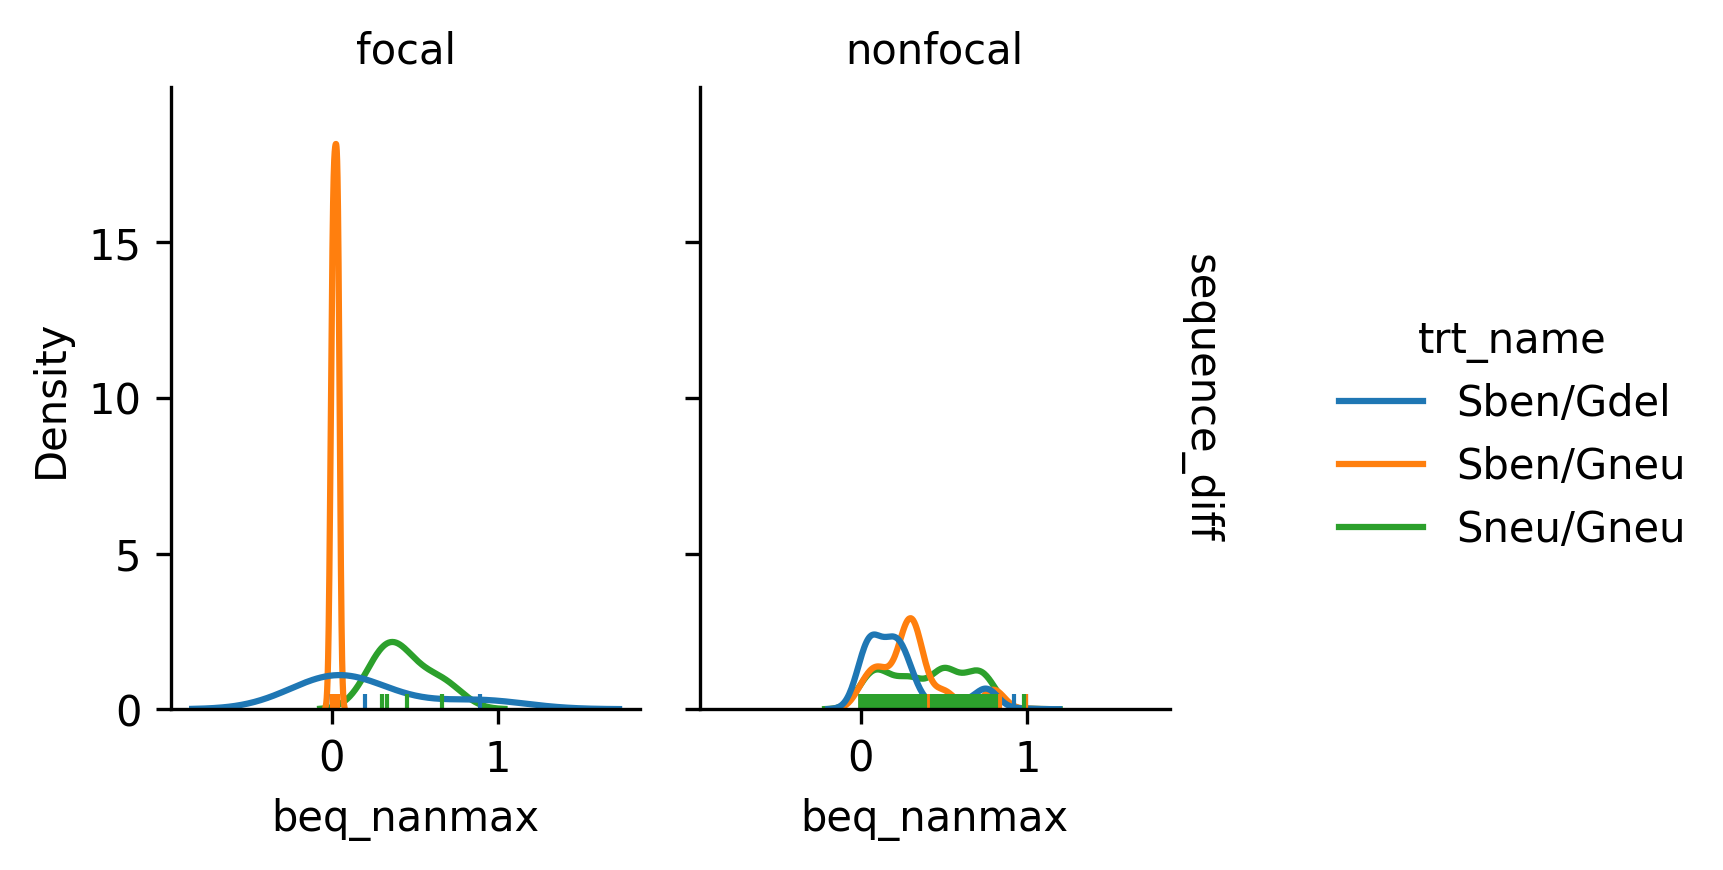 focal
nonfocal
Density
15
10
5
0
0
1
beq_nanmax
0
1
beq_nanmax
sequence_diff
trt_name
Sben/Gdel
Sben/Gneu
Sneu/Gneu